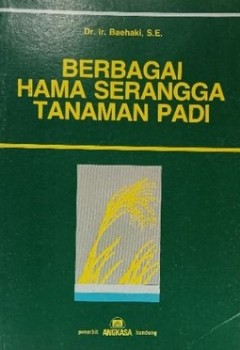 Dr. Ir. Baehaki, S.E.
BERBAGAI
HAMA SERANGGA
TANAMAN PADI
penerbit ANGKASA bandung